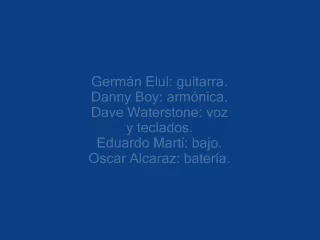 Germán Elul: guitarra.
Danny Boy: armónica.
Dave Waterstone: voz
y teclados.
Eduardo Martí: bajo.
Oscar Alcaraz: batería.